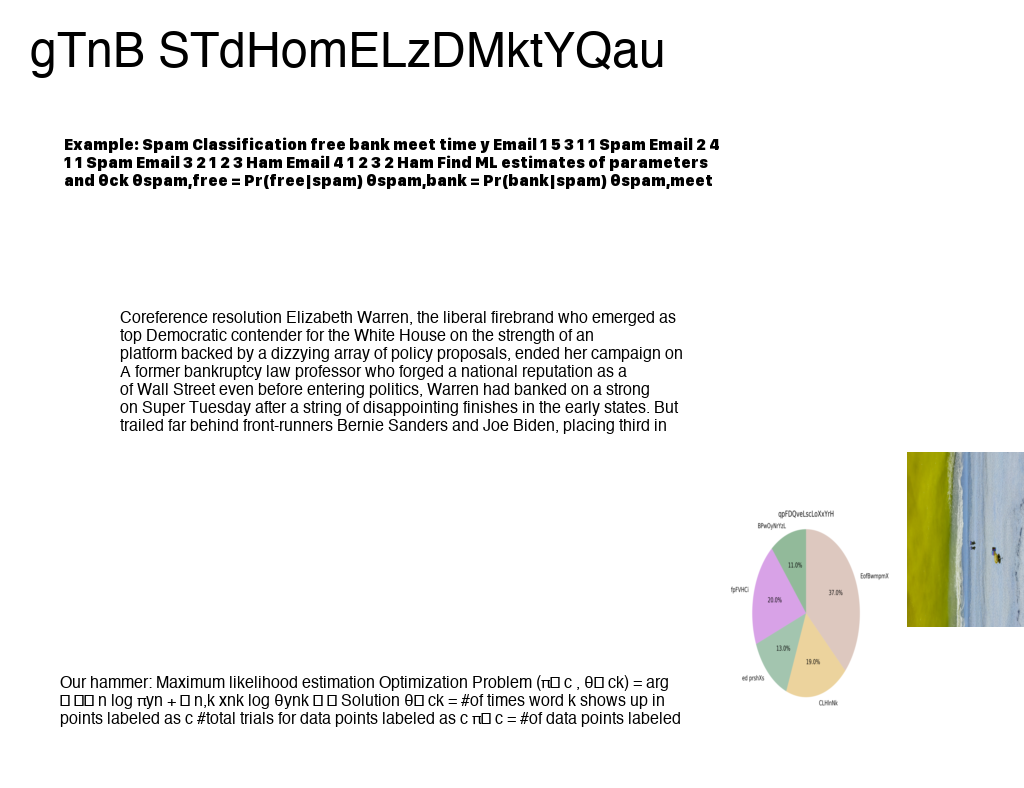 gTnB STdHomELzDMktYQau
Example: Spam Classification free bank meet time y Email 1 5 3 1 1 Spam Email 2 4
1 1 Spam Email 3 2 1 2 3 Ham Email 4 1 2 3 2 Ham Find ML estimates of parameters
and θck θspam,free = Pr(free|spam) θspam,bank = Pr(bank|spam) θspam,meet
Coreference resolution Elizabeth Warren, the liberal firebrand who emerged as
top Democratic contender for the White House on the strength of an
platform backed by a dizzying array of policy proposals, ended her campaign on
A former bankruptcy law professor who forged a national reputation as a
of Wall Street even before entering politics, Warren had banked on a strong
on Super Tuesday after a string of disappointing finishes in the early states. But
trailed far behind front-runners Bernie Sanders and Joe Biden, placing third in
qpFDQveLscLoXxYrH
BPwOyNrYzL
11.0%
EofBwmpmX
37.0%
fpFVHCi
20.0%
13.0%
19.0%
ed prshXs
CLHlnNk
Our hammer: Maximum likelihood estimation Optimization Problem (π□ c , θ□ ck) = arg
□ □□ n log πyn + □ n,k xnk log θynk □ □ Solution θ□ ck = #of times word k shows up in
points labeled as c #total trials for data points labeled as c π□ c = #of data points labeled